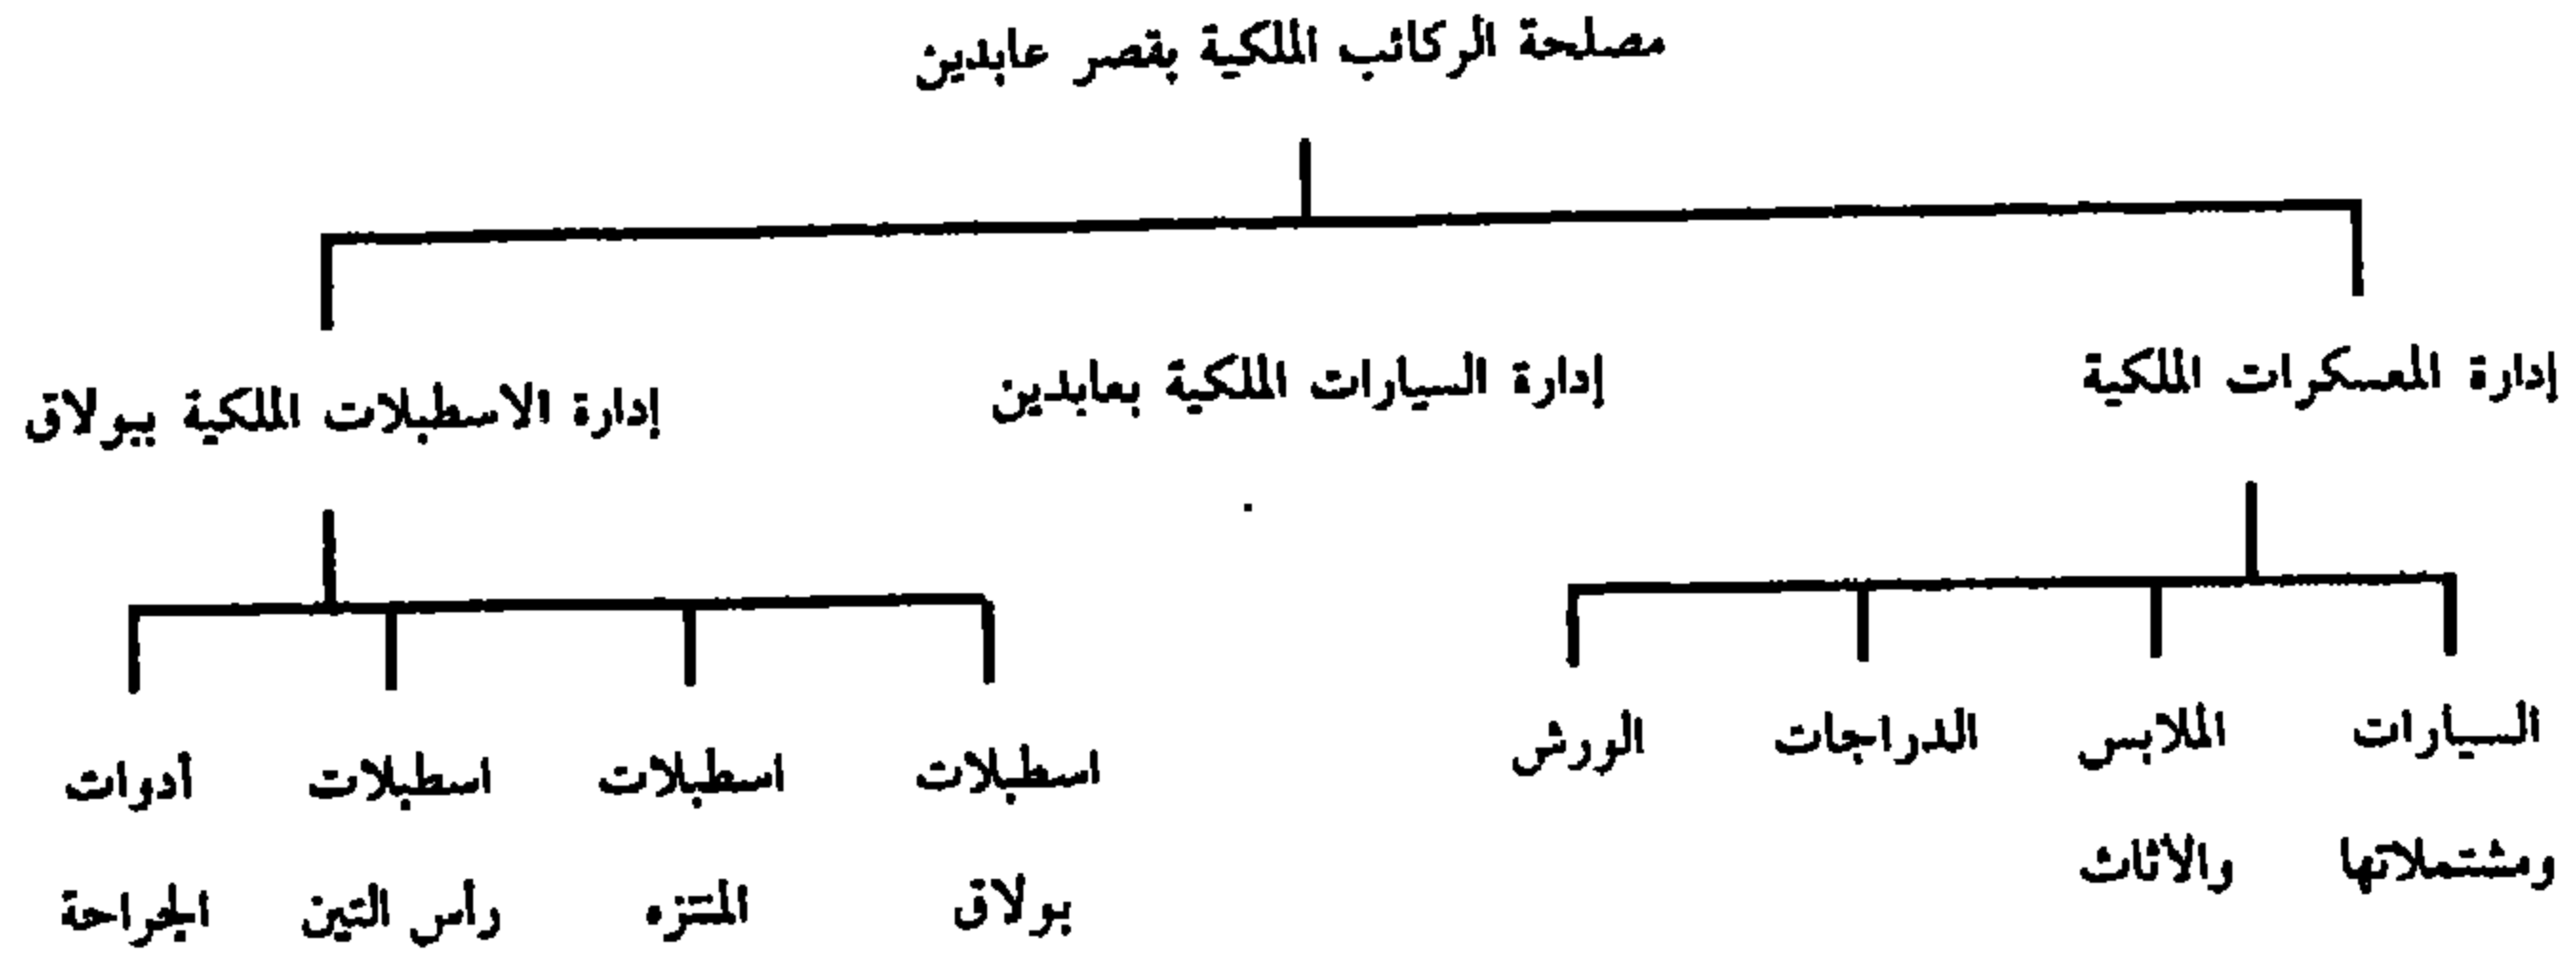 مصلحة الركائب الملكية بقصر عابدين
إدارة المعسكرات الملكية
إدارة السيارات الملكية بعابدين
إدارة الاسطبلات الملكية ببولاق
السيارات
ومشتملاتها
الملابس
والأثاث
الدراجات
الورش
اسطبلات
بولاق
اسطبلات
المنتزه
اسطبلات
رأس التين
أدوات
الجراحة